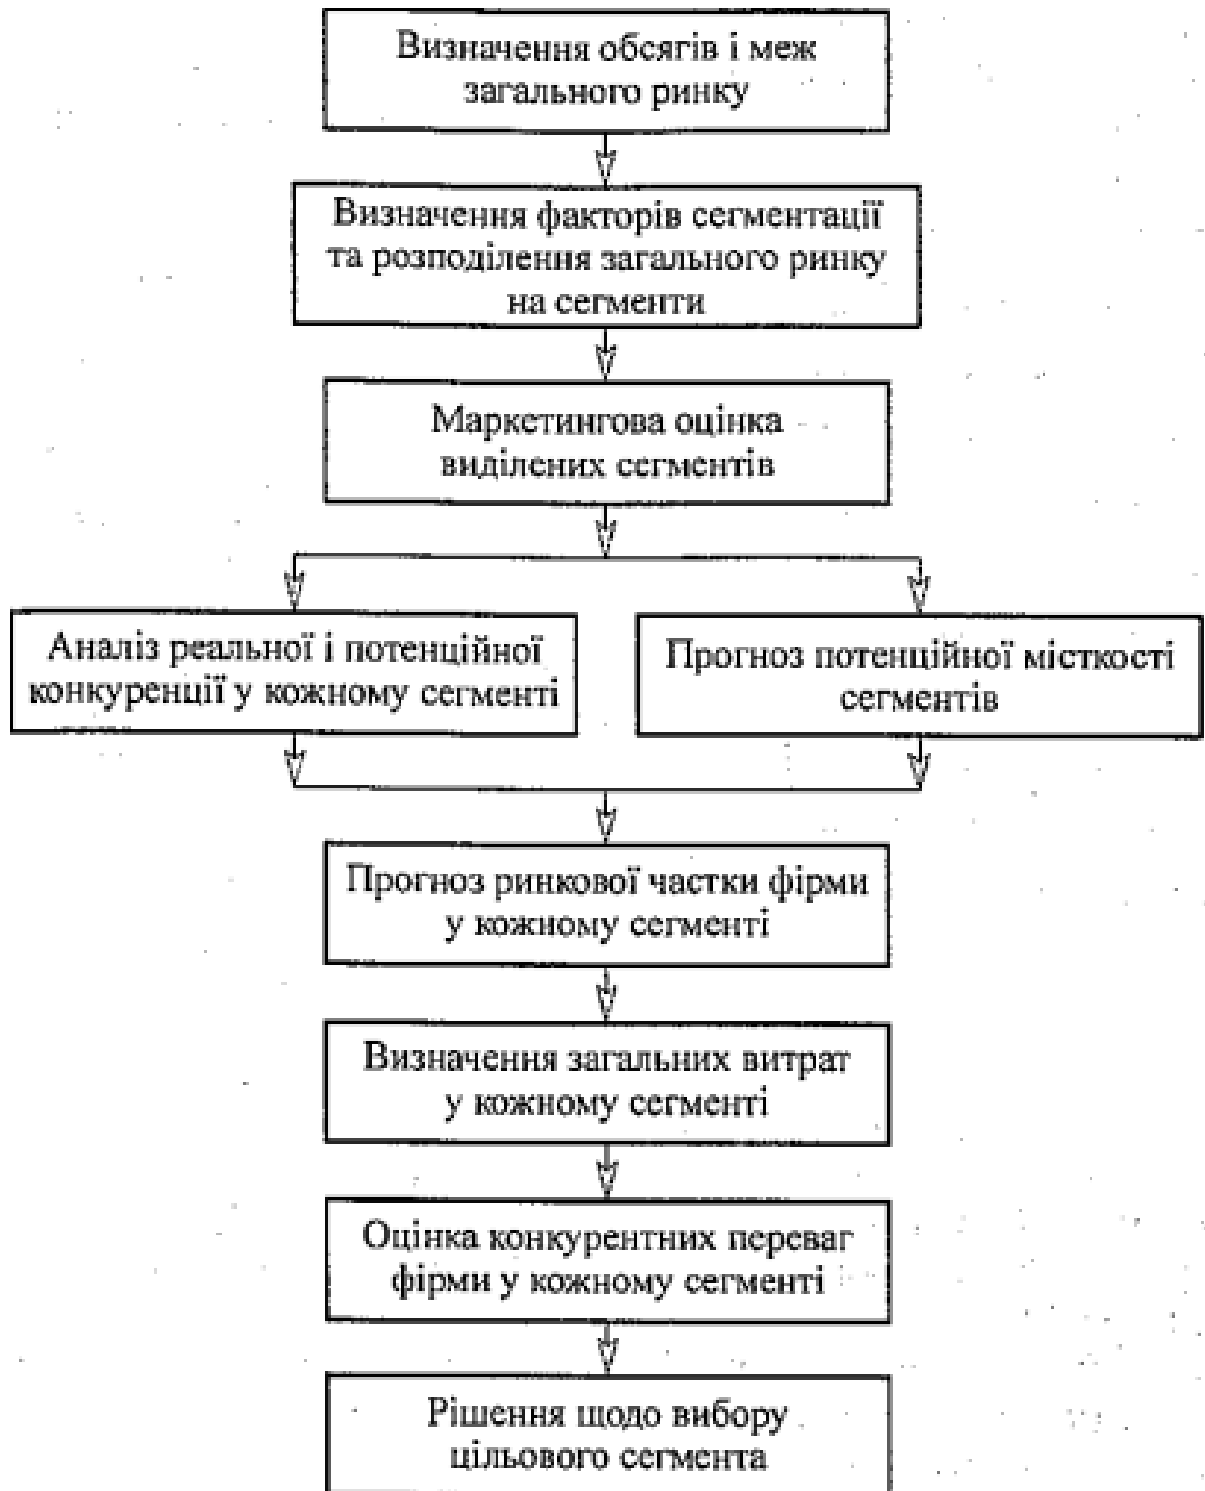 Визначення обсягів і меж
загального ринку
Визначення факторів сегментації
та розподілення загального ринку
на сегменти
Маркетингова оцінка
виділених сегментів
Аналіз реальної і потенційної
конкуренції у кожному сегменті
Прогноз потенційної місткості
сегментів
Прогноз ринкової частки фірми
у кожному сегменті
Визначення загальних витрат
у кожному сегменті
Оцінка конкурентних переваг
фірми у кожному сегменті
Рішення щодо вибору
цільового сегмента